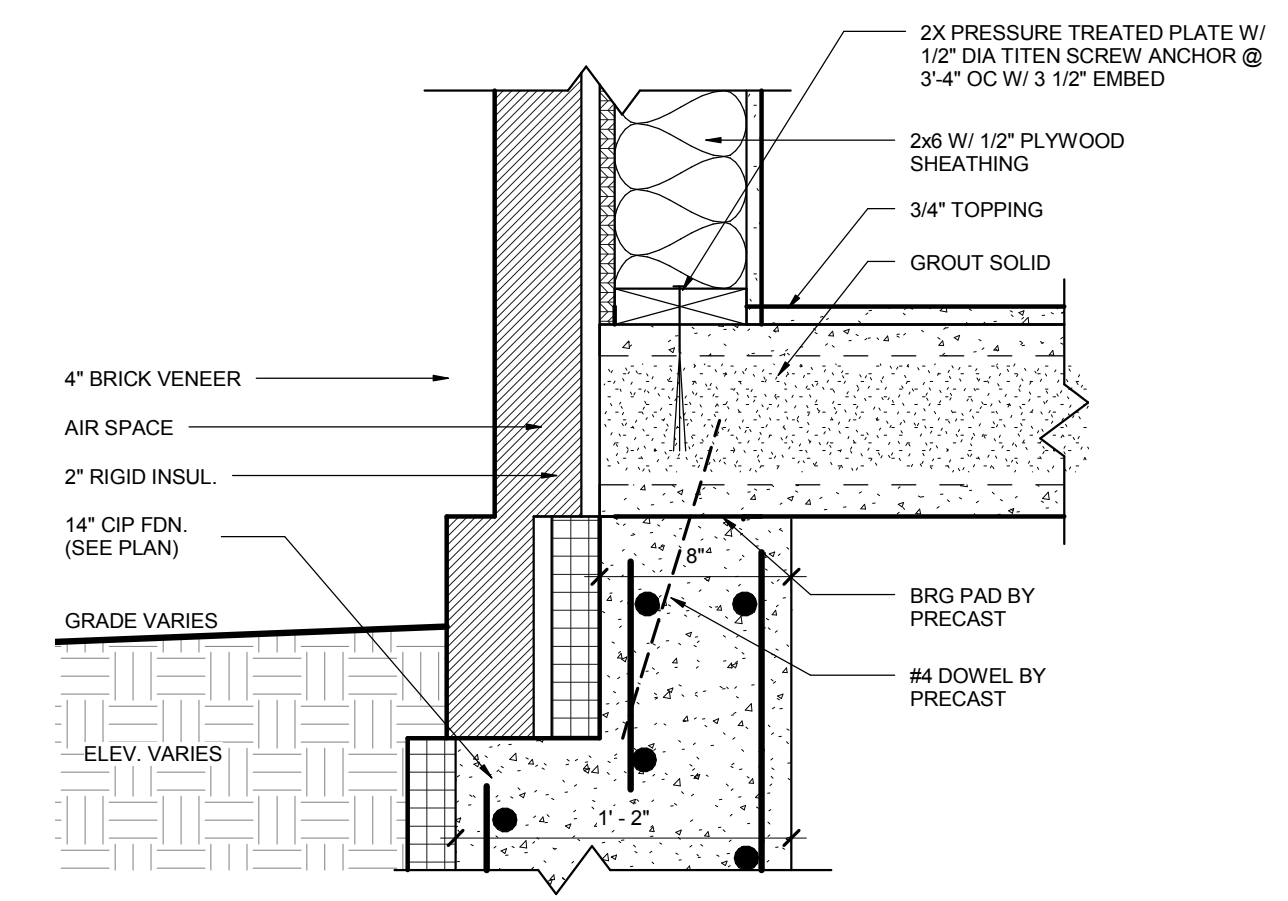 2X PRESSURE TREATED PLATE W/
1/2" DIA TITEN SCREW ANCHOR @
3'-4" OC W/ 3 1/2" EMBED
2x6 W/ 1/2" PLYWOOD
SHEATHING
3/4" TOPPING
GROUT SOLID
4" BRICK VENEER
AIR SPACE
2" RIGID INSUL.
14" CIP FDN.
(SEE PLAN)
GRADE VARIES
ELEV. VARIES
8"
BRG PAD BY
PRECAST
#4 DOWEL BY
PRECAST
1' - 2"